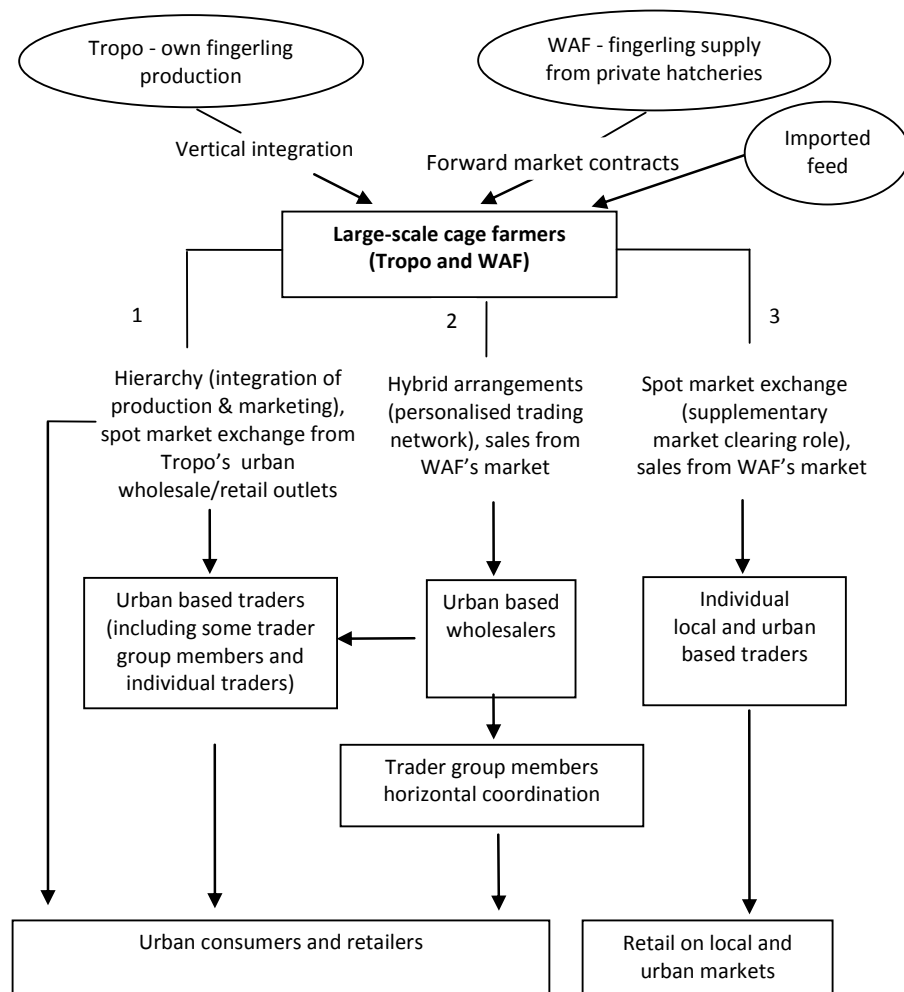 Tropo - own fingerling
production
WAF - fingerling supply
from private hatcheries
Imported
feed
Vertical integration
Forward market contracts
Large-scale cage farmers
(Tropo and WAF)
1
2
3
Hierarchy (integration of
production & marketing),
spot market exchange from
Tropo's urban
wholesale/retail outlets
Hybrid arrangements
(personalised trading
network), sales from
WAF's market
Spot market exchange
(supplementary
market clearing role),
sales from WAF's market
Urban based traders
(including some trader
group members and
individual traders)
Urban based
wholesalers
Individual
local and urban
based traders
Trader group members
horizontal coordination
Urban consumers and retailers
Retail on local and
urban markets